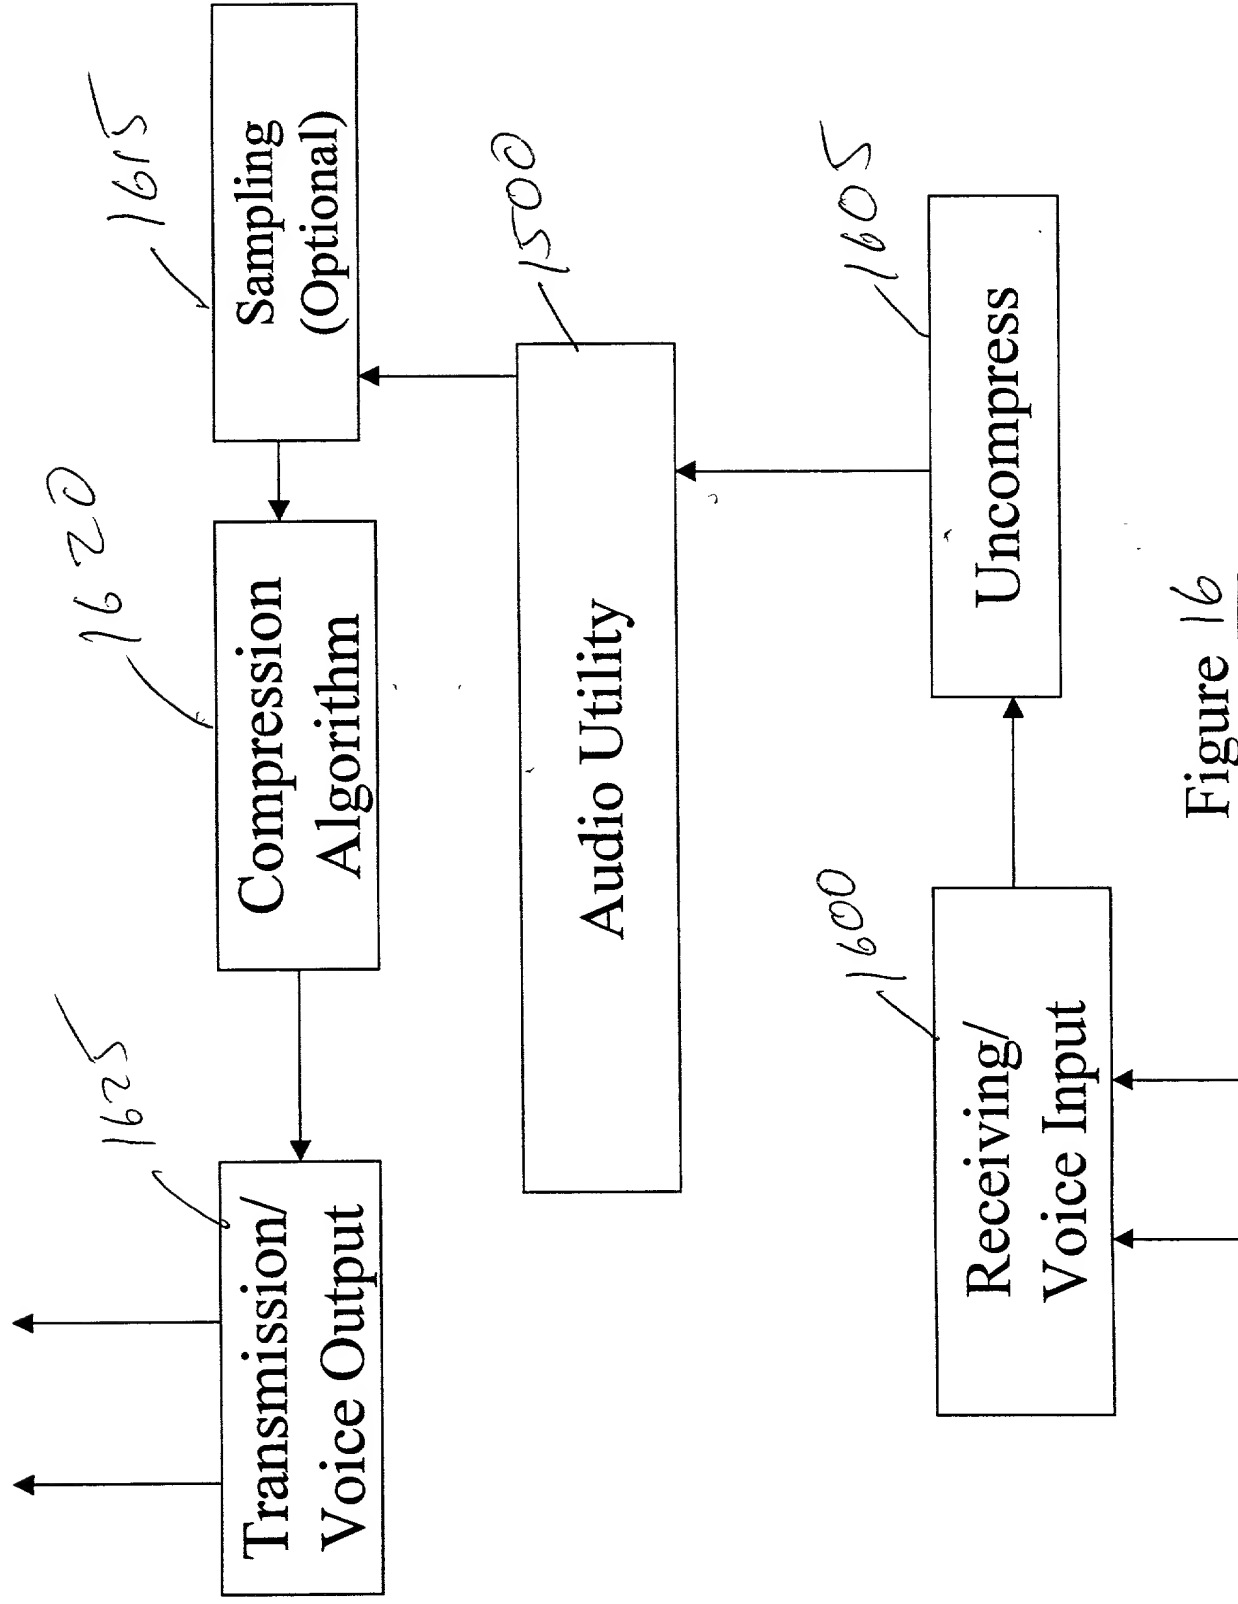 1625
Transmission/
Voice Output
1620
Compression
Algorithm
1615
Sampling
(Optional)
1500
Audio Utility
1600
Receiving/
Voice Input
1605
Uncompress
Figure 16